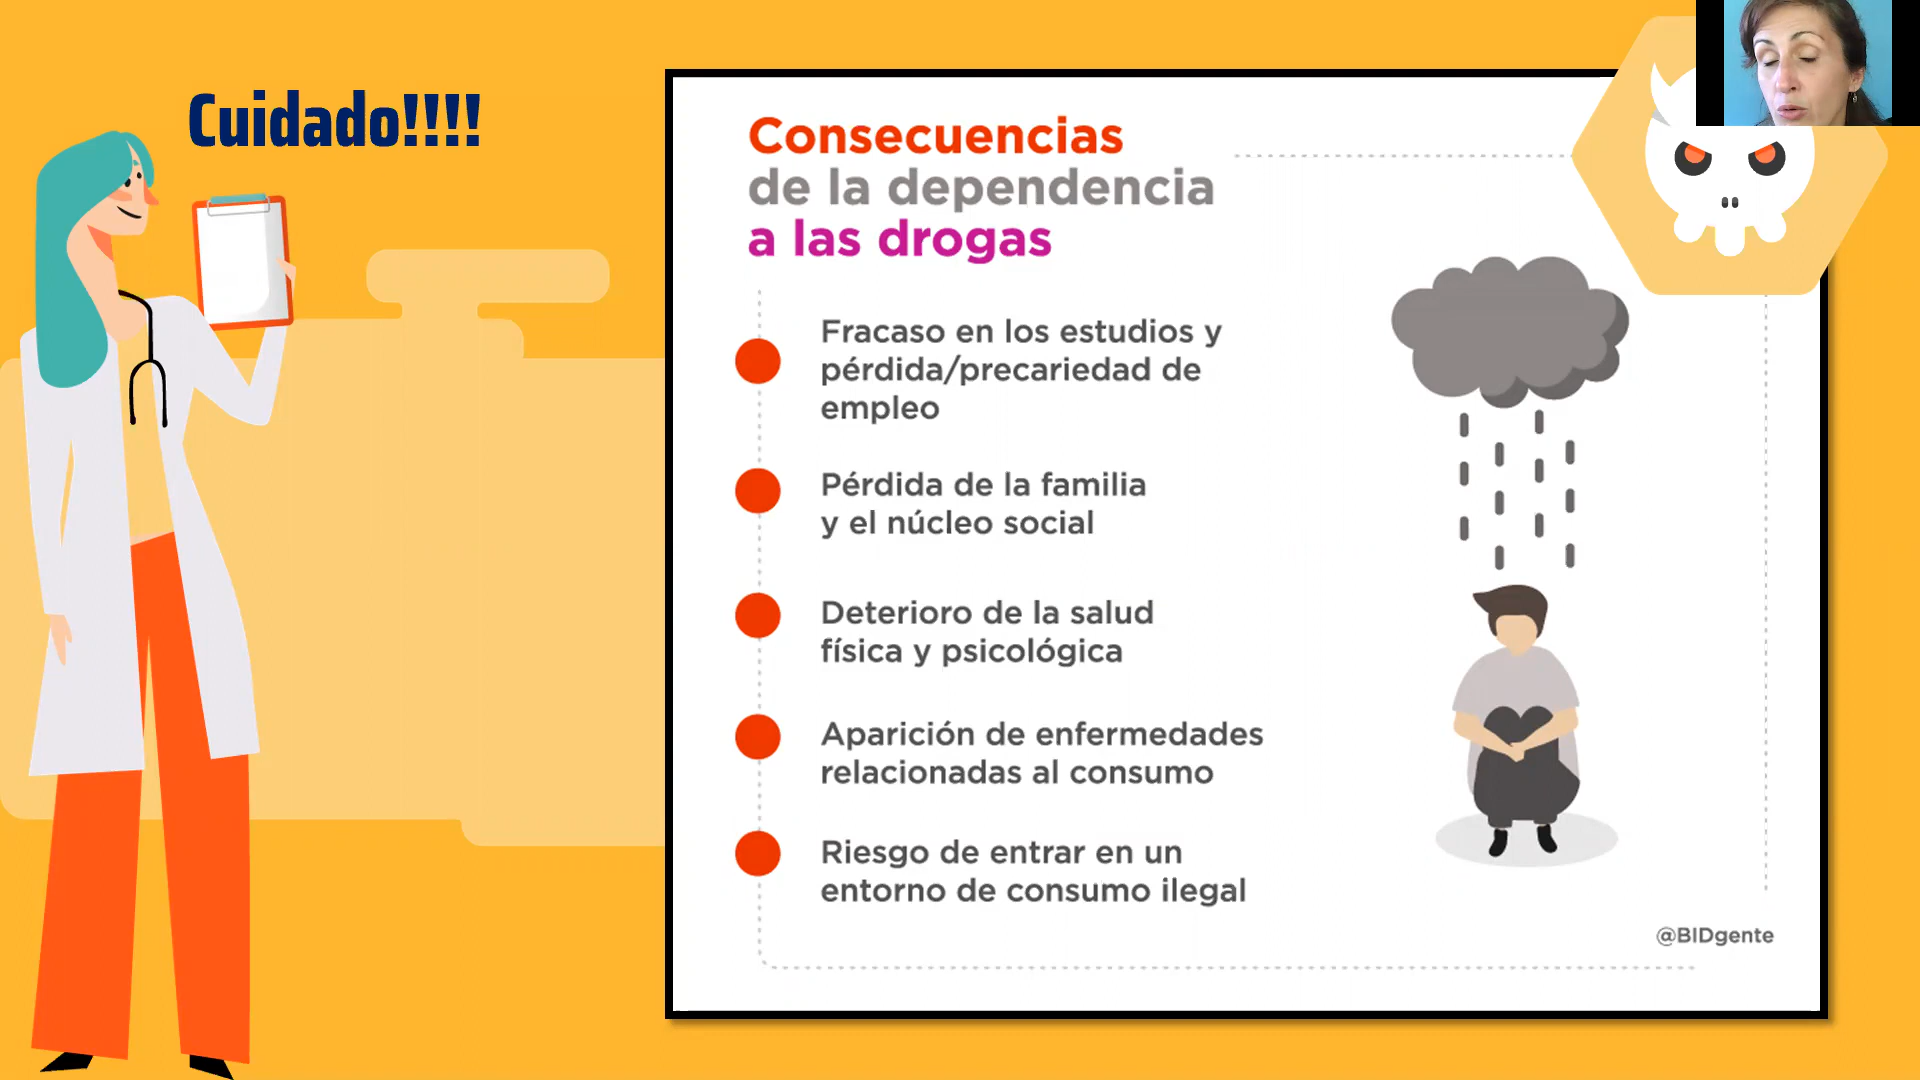 Cuidado!!!!
Consecuencias
de la dependencia
a las drogas
Fracaso en los estudios y
pérdida/precariedad de
empleo
Pérdida de la familia
y el núcleo social
Deterioro de la salud
física y psicológica
Aparición de enfermedades
relacionadas al consumo
Riesgo de entrar en un
entorno de consumo ilegal
@BIDgente